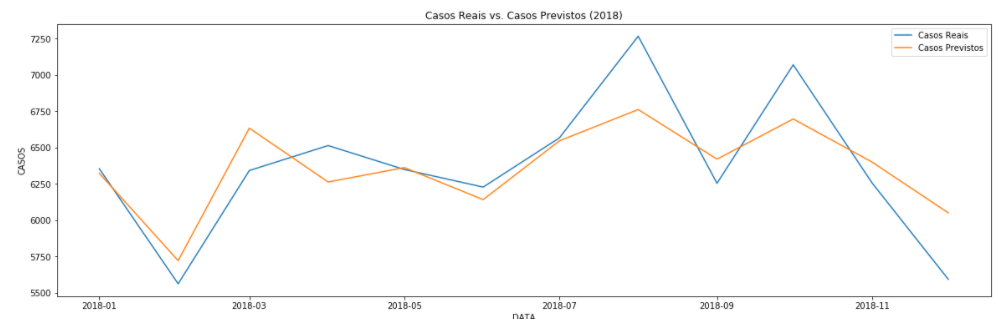 Casos Reais vs. Casos Previstos (2018)
Casos Reais
Casos Previstos
CASOS
7250
7000
6750
6500
6250
6000
5750
5500
2018-01
2018-03
2018-05
2018-07
2018-09
2018-11
DATA